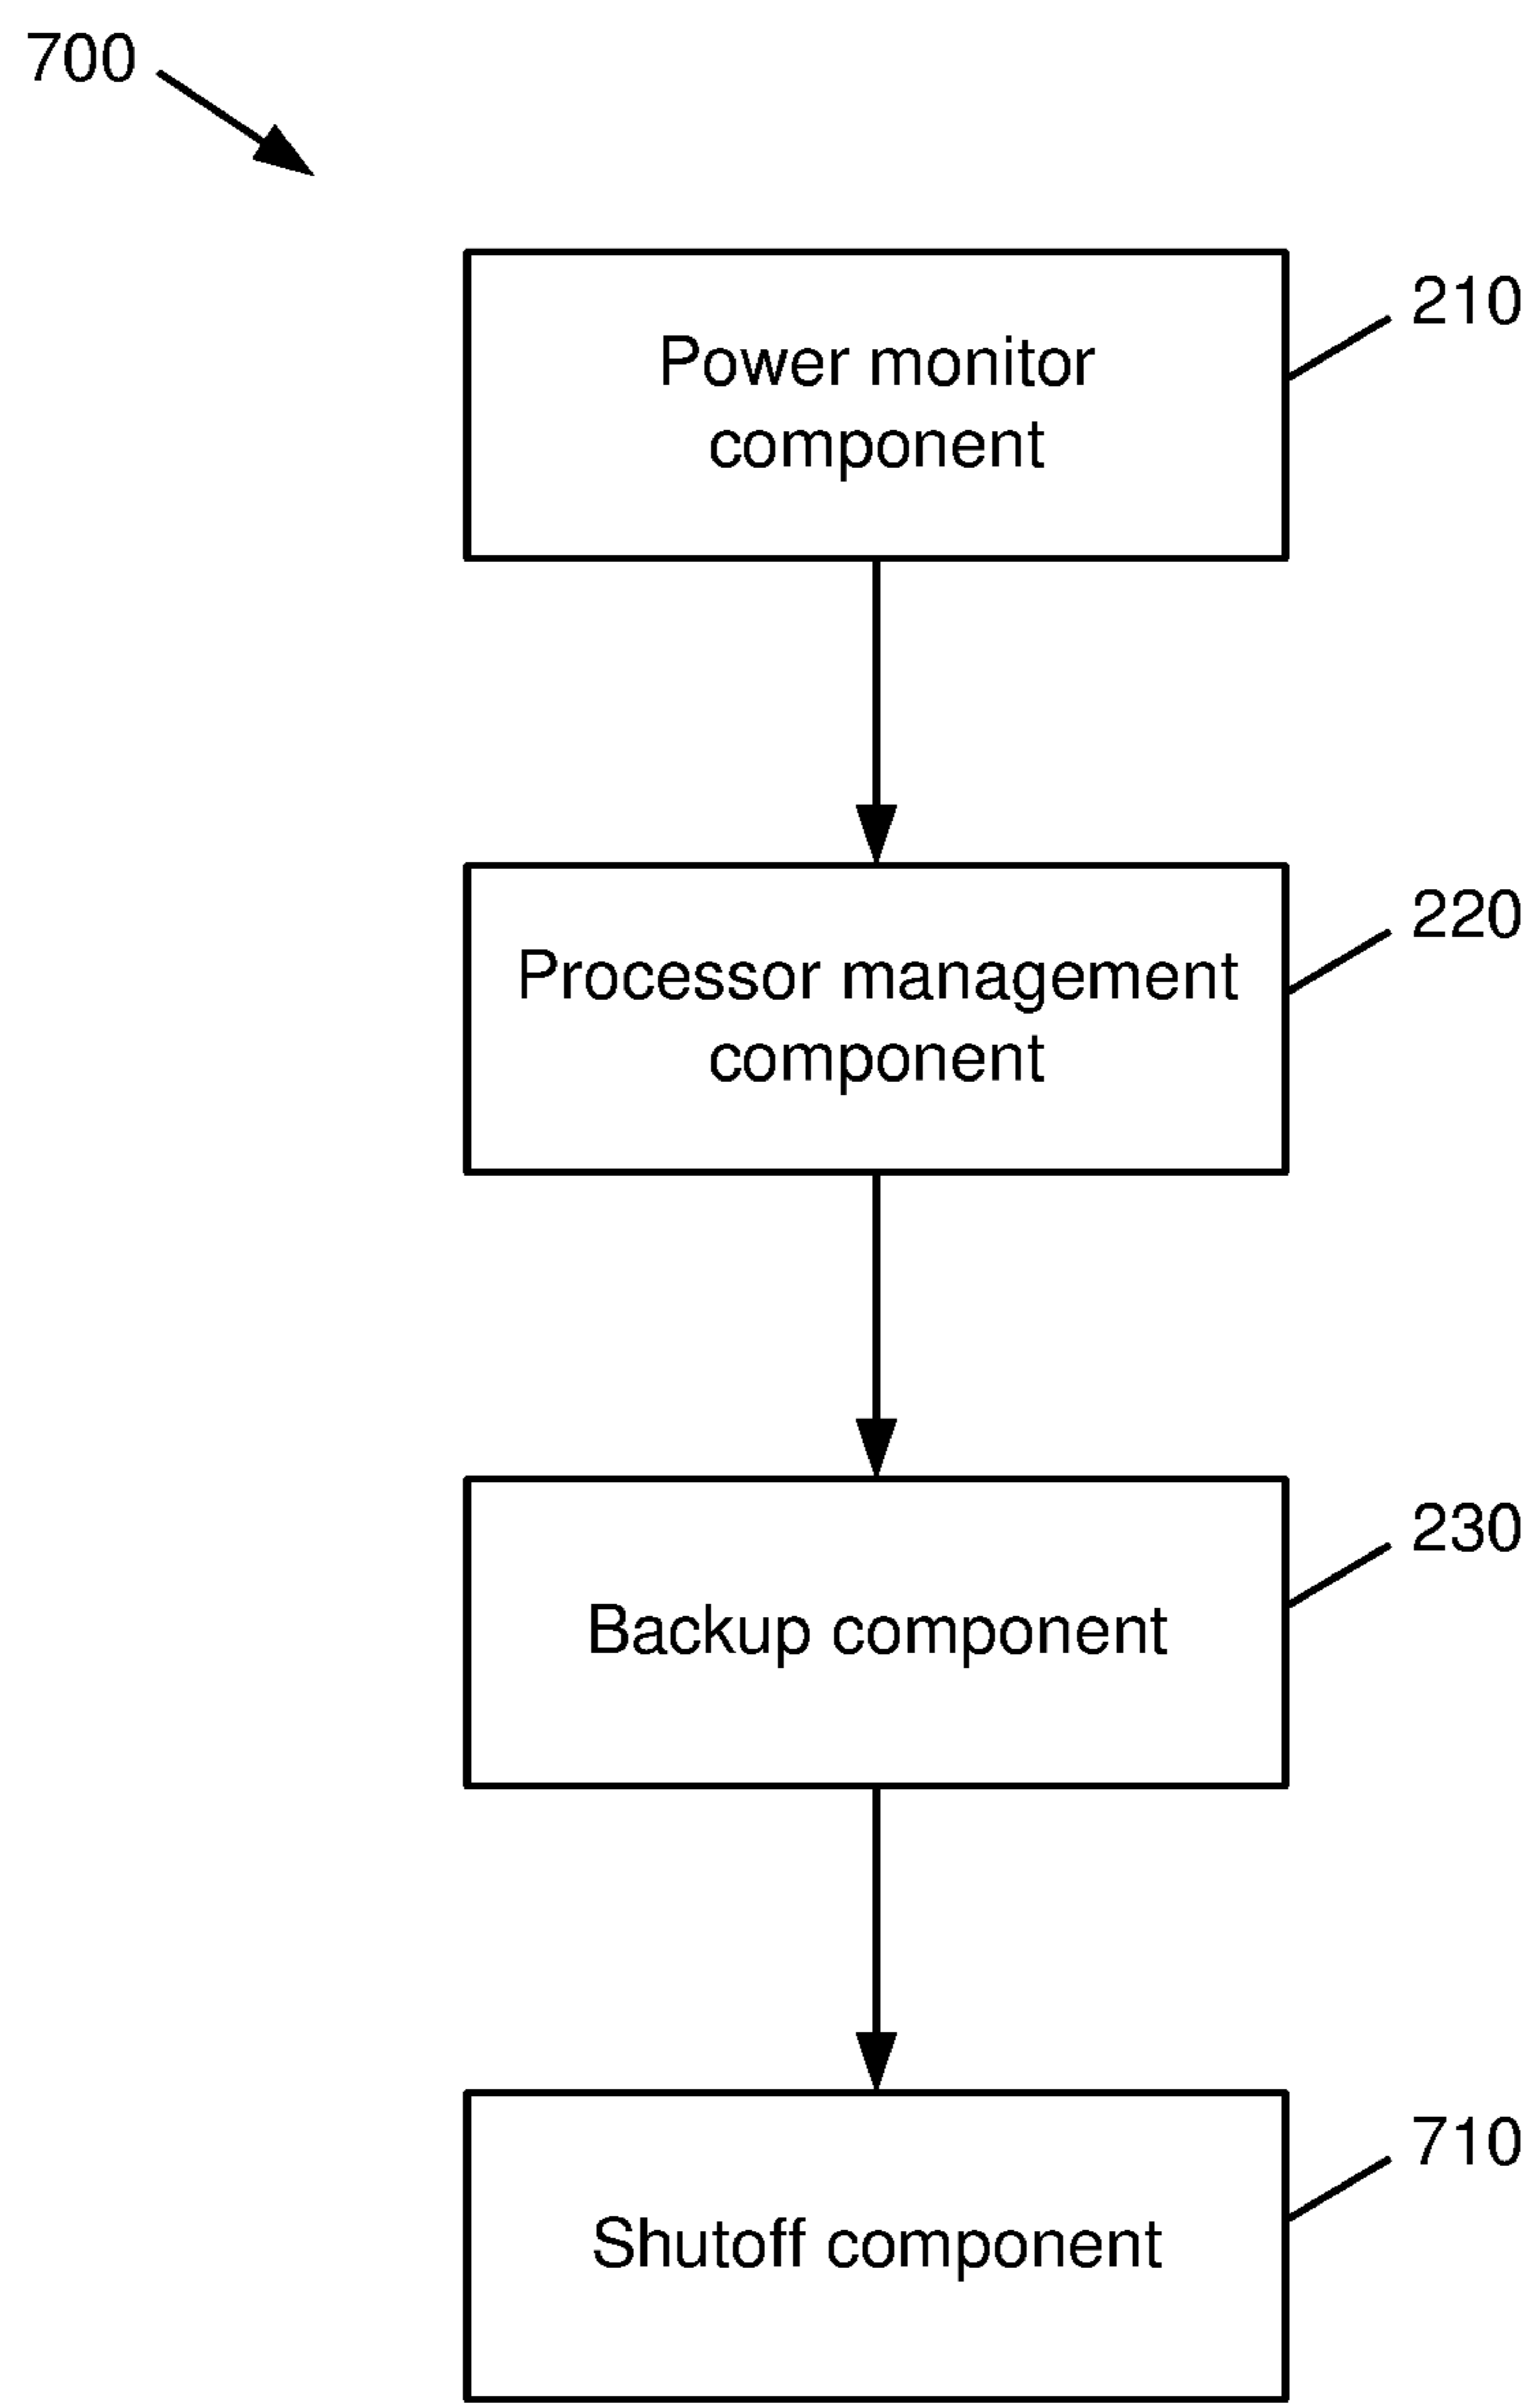 700
210
Power monitor
component
220
Processor management
component
230
Backup component
710
Shutoff component